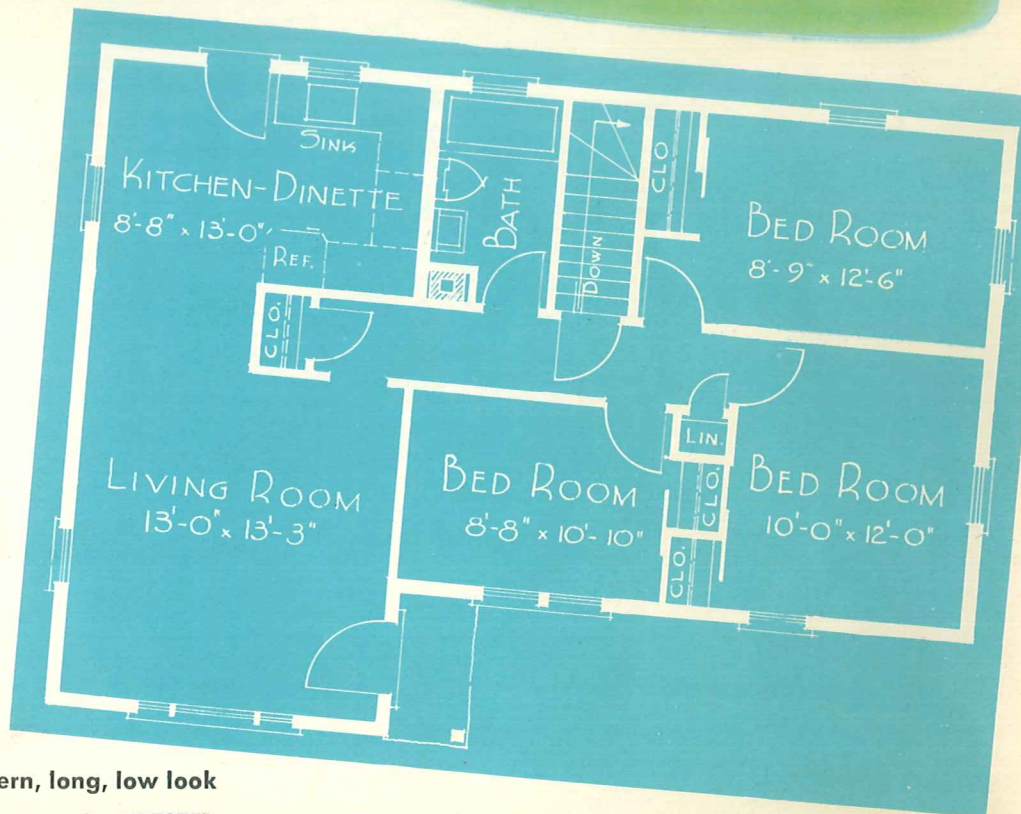 SINK
KITCHEN-DINETTE
8'-8" x 13'-0"
REF.
BATH
DOWN
CLO
BED ROOM
8'-9" x 12'-6"
CLO.
LIN.
LIVING ROOM
13'-0" x 13'-3"
BED ROOM
8'-8" x 10'-10"
CLO.
CLO.
BED ROOM
10'-0" x 12'-0"
ern, long, low look